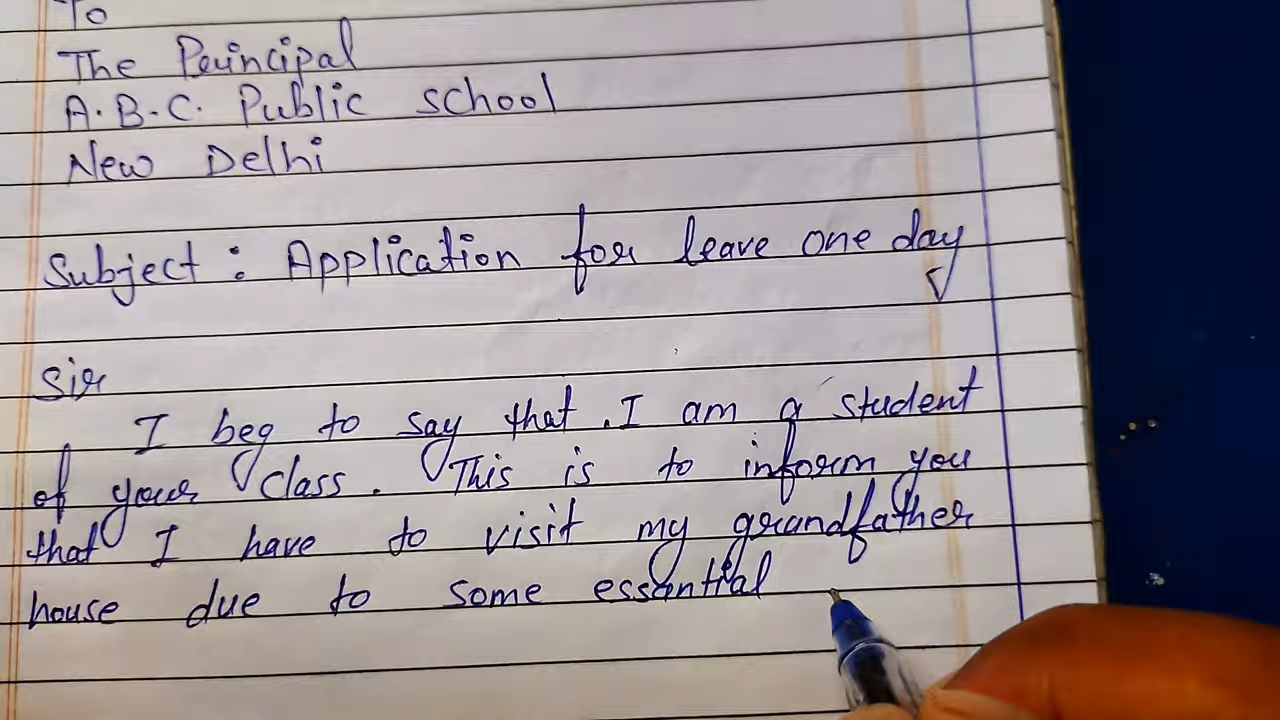 To
The Principal
A.B.C. Public school
New Delhi
Subject : Application for leave one day
Sir
I beg to say that I am a student
of your class. This is to inform you
that I have to visit my grandfather
house due to some essantial